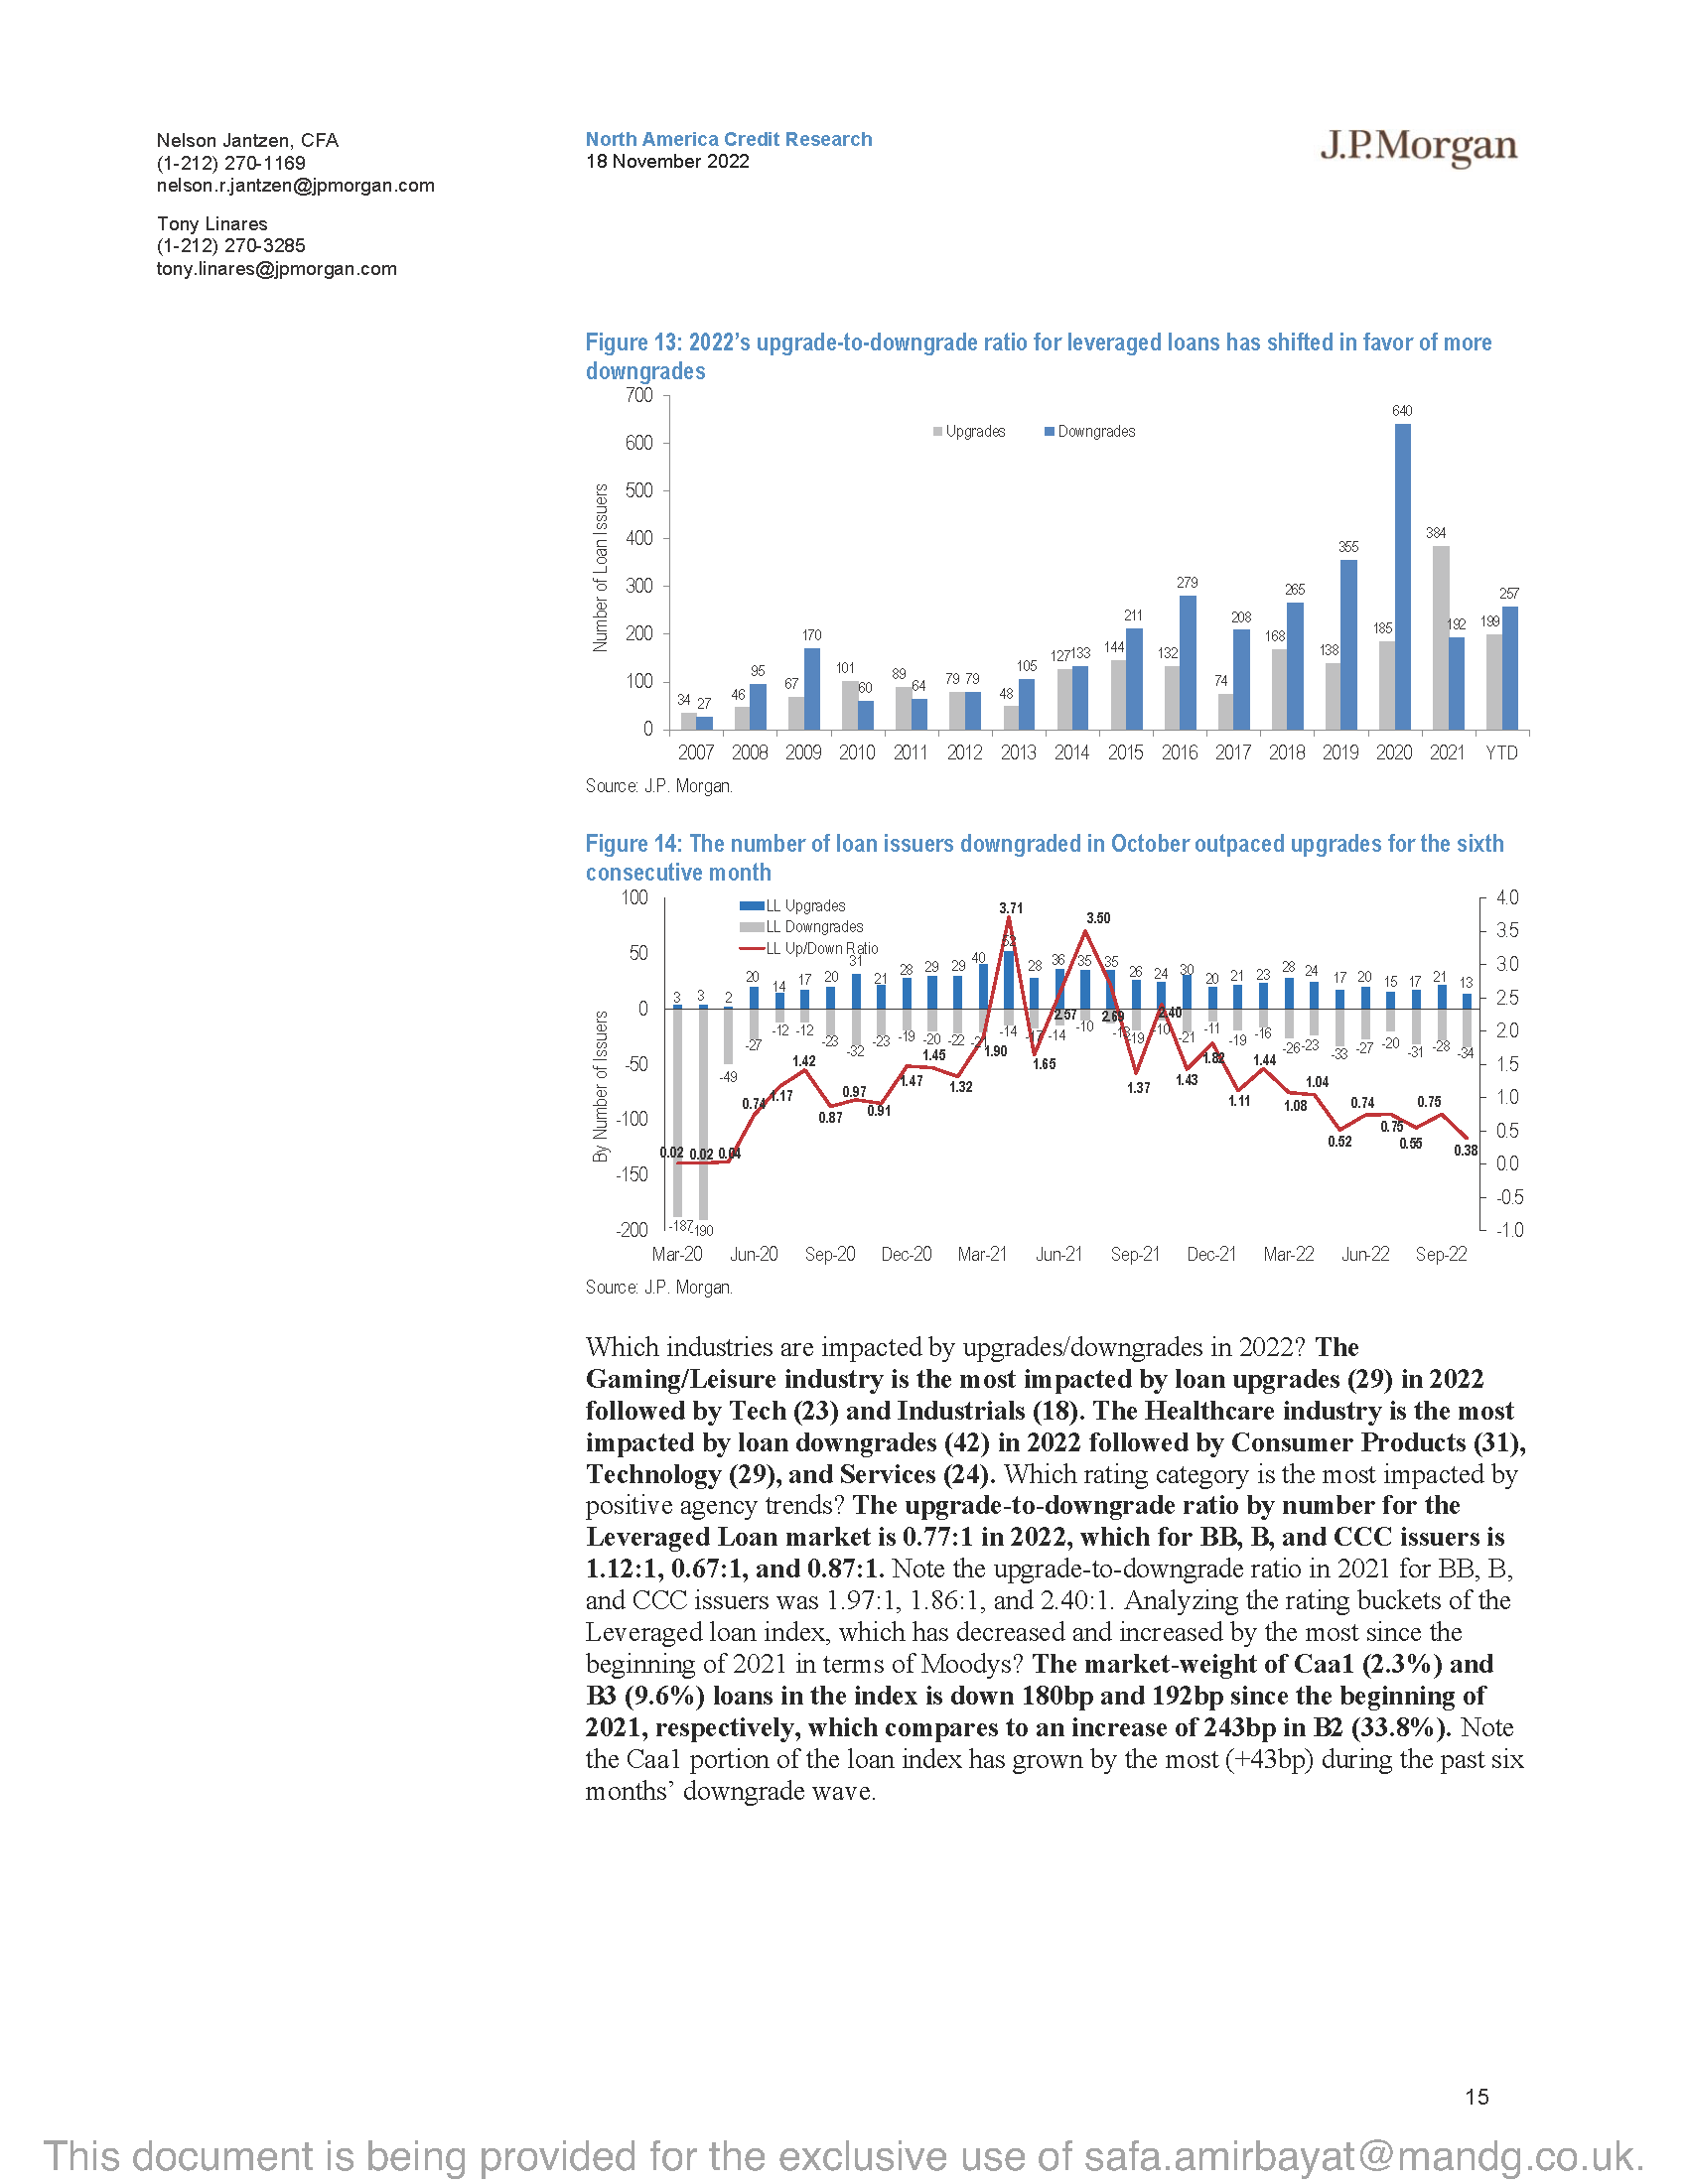 Nelson Jantzen, CFA
(1-212) 270-1169
nelson.r.jantzen@jpmorgan.com
Tony Linares
(1-212) 270-3285
tony.linares@jpmorgan.com
North America Credit Research
18 November 2022
J.P.Morgan
Figure 13: 2022’s upgrade-to-downgrade ratio for leveraged loans has shifted in favor of more
downgrades
Number of Loan Issuers
700
600
500
400
300
200
100
0
Upgrades Downgrades
34 27 46 95 67 170 101 60 89 64 79 79 48 105 127 133 144 211 132 279 74 208 168 265 138 355 185 640 384 192 199 257
2007 2008 2009 2010 2011 2012 2013 2014 2015 2016 2017 2018 2019 2020 2021 YTD
Source: J.P. Morgan.
Figure 14: The number of loan issuers downgraded in October outpaced upgrades for the sixth
consecutive month
By Number of Issuers
100
50
0
-50
-100
-150
-200
LL Upgrades
LL Downgrades
LL Up/Down Ratio
3 3 2 20 14 17 20 31 21 28 29 29 40 52 28 36 35 35 26 24 30 20 21 23 28 24 17 20 15 17 21 13
-187 -190 -49 -27 -12 -12 -23 -32 -23 -19 -20 -22 -14 -14 -10 -19 -10 -21 -11 -19 -16 -26 -23 -33 -27 -20 -31 -28 -34
0.02 0.02 0.04 0.74 1.17 1.42 0.87 0.97 0.91 1.47 1.45 1.32 1.90 3.71 1.65 2.57 3.50 2.69 1.37 2.40 1.43 1.82 1.11 1.44 1.08 1.04 0.52 0.74 0.75 0.55 0.75 0.38
4.0
3.5
3.0
2.5
2.0
1.5
1.0
0.5
0.0
-0.5
-1.0
Mar-20 Jun-20 Sep-20 Dec-20 Mar-21 Jun-21 Sep-21 Dec-21 Mar-22 Jun-22 Sep-22
Source: J.P. Morgan.
Which industries are impacted by upgrades/downgrades in 2022? The
Gaming/Leisure industry is the most impacted by loan upgrades (29) in 2022
followed by Tech (23) and Industrials (18). The Healthcare industry is the most
impacted by loan downgrades (42) in 2022 followed by Consumer Products (31),
Technology (29), and Services (24). Which rating category is the most impacted by
positive agency trends? The upgrade-to-downgrade ratio by number for the
Leveraged Loan market is 0.77:1 in 2022, which for BB, B, and CCC issuers is
1.12:1, 0.67:1, and 0.87:1. Note the upgrade-to-downgrade ratio in 2021 for BB, B,
and CCC issuers was 1.97:1, 1.86:1, and 2.40:1. Analyzing the rating buckets of the
Leveraged loan index, which has decreased and increased by the most since the
beginning of 2021 in terms of Moodys? The market-weight of Caa1 (2.3%) and
B3 (9.6%) loans in the index is down 180bp and 192bp since the beginning of
2021, respectively, which compares to an increase of 243bp in B2 (33.8%). Note
the Caa1 portion of the loan index has grown by the most (+43bp) during the past six
months’ downgrade wave.
15
This document is being provided for the exclusive use of safa.amirbayat@mandg.co.uk.